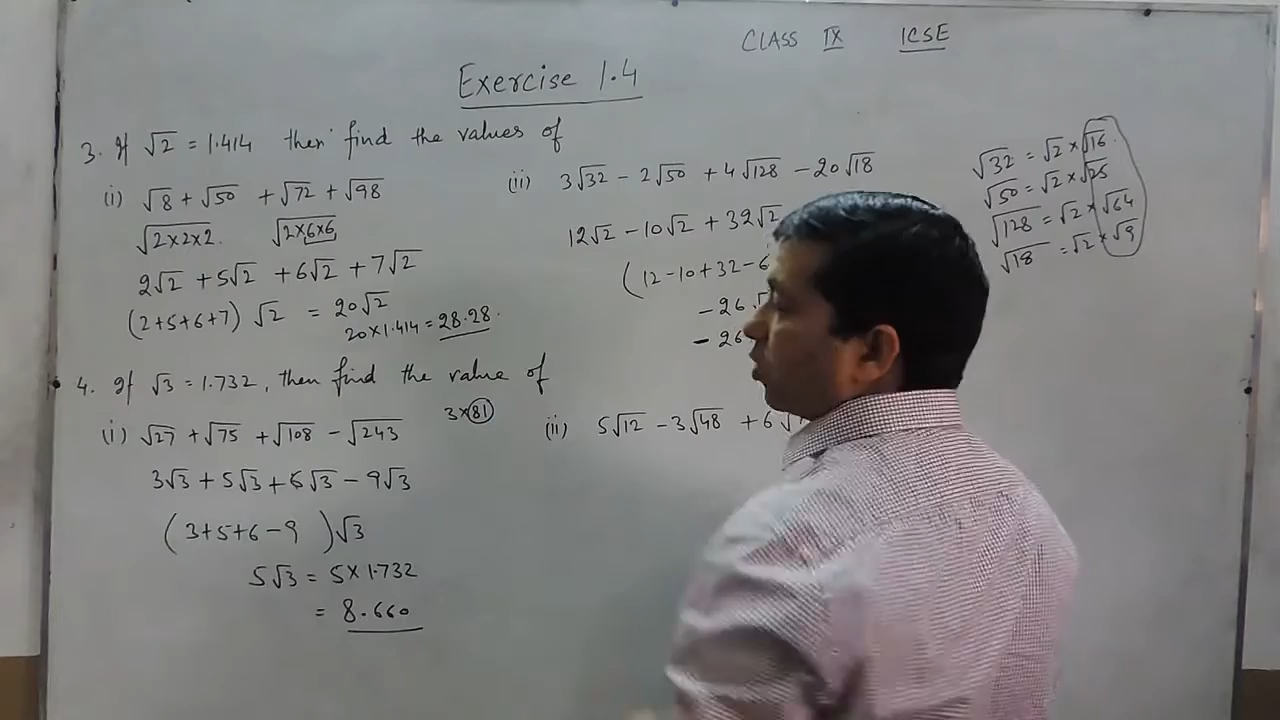 CLASS IX ICSE
Exercise 1.4
3. If √2 = 1.414 then find the values of
(i) √8 + √50 + √72 + √98
√2×2×2. √2×6×6
2√2 + 5√2 + 6√2 + 7√2
(2+5+6+7) √2 = 20√2
20×1.414 = 28.28.
(ii) 3√32 - 2√50 + 4√128 - 20√18
12√2 - 10√2 + 32√2
(12-10+32-6
-26√
-26
√32 = √2 × √16
√50 = √2 × √25
√128 = √2 × √64
√18 = √2 × √9
4. If √3 = 1.732, then find the value of
(i) √27 + √75 + √108 - √243
3×81
3√3 + 5√3 + 6√3 - 9√3
(3+5+6-9)√3
5√3 = 5×1.732
= 8.660
(ii) 5√12 - 3√48 + 6√